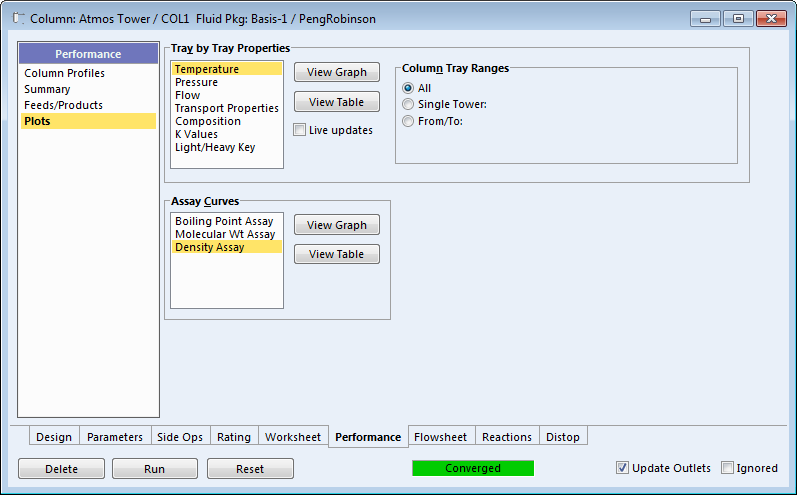 Column: Atmos Tower / COL1 Fluid Pkg: Basis-1 / PengRobinson
Performance
Column Profiles
Summary
Feeds/Products
Plots
Tray by Tray Properties
Temperature
Pressure
Flow
Transport Properties
Composition
K Values
Light/Heavy Key
View Graph
View Table
Live updates
Column Tray Ranges
All
Single Tower:
From/To:
Assay Curves
Boiling Point Assay
Molecular Wt Assay
Density Assay
View Graph
View Table
Design Parameters Side Ops Rating Worksheet Performance Flowsheet Reactions Distop
Delete Run Reset Converged Update Outlets Ignored